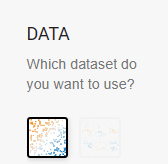 DATA
Which dataset do
you want to use?